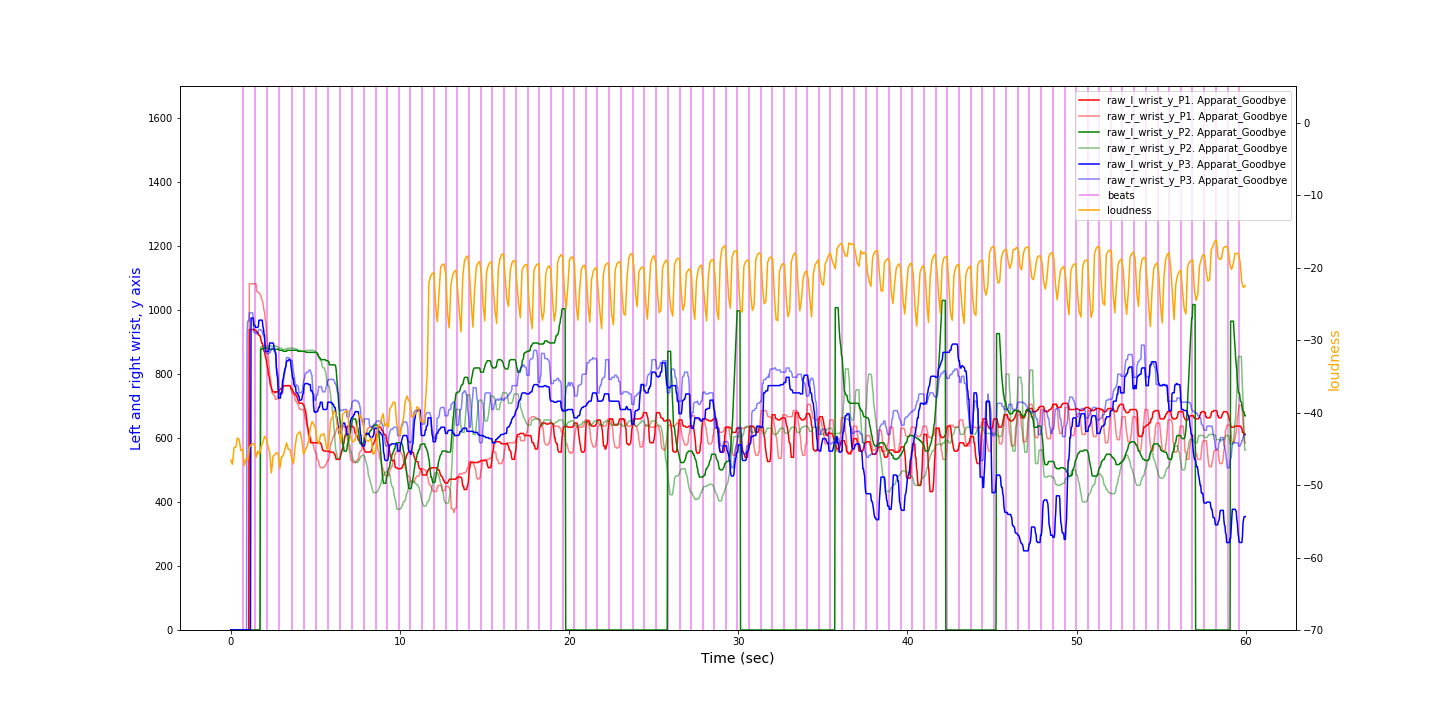 1600
1400
1200
1000
800
600
400
200
0
Left and right wrist, y axis
0
10
20
30
40
50
60
Time (sec)
0
−10
−20
−30
−40
−50
−60
−70
loudness
raw_l_wrist_y_P1. Apparat_Goodbye
raw_r_wrist_y_P1. Apparat_Goodbye
raw_l_wrist_y_P2. Apparat_Goodbye
raw_r_wrist_y_P2. Apparat_Goodbye
raw_l_wrist_y_P3. Apparat_Goodbye
raw_r_wrist_y_P3. Apparat_Goodbye
beats
loudness